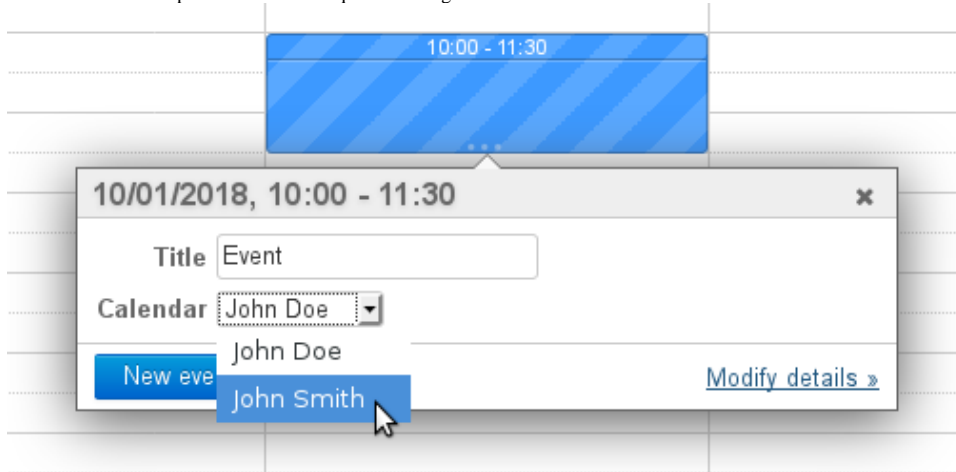 10:00 - 11:30
10/01/2018, 10:00 - 11:30
Title Event
Calendar John Doe
John Doe
New eve
Modify details »
John Smith